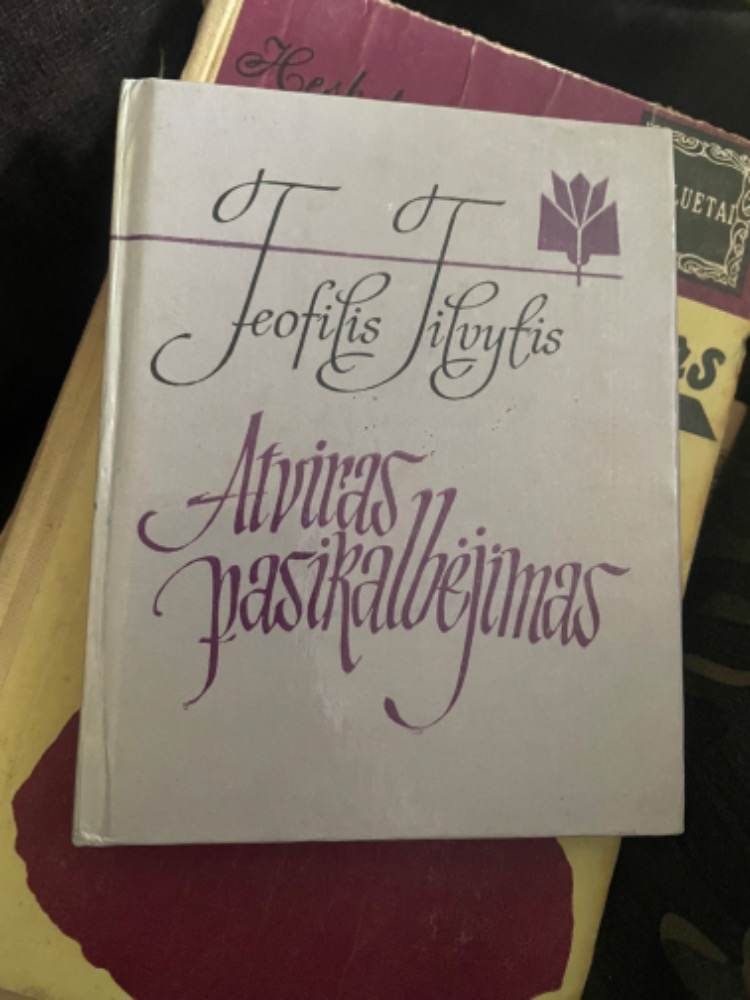 Teofilis Tilvytis
Atviras
pasikalbėjimas